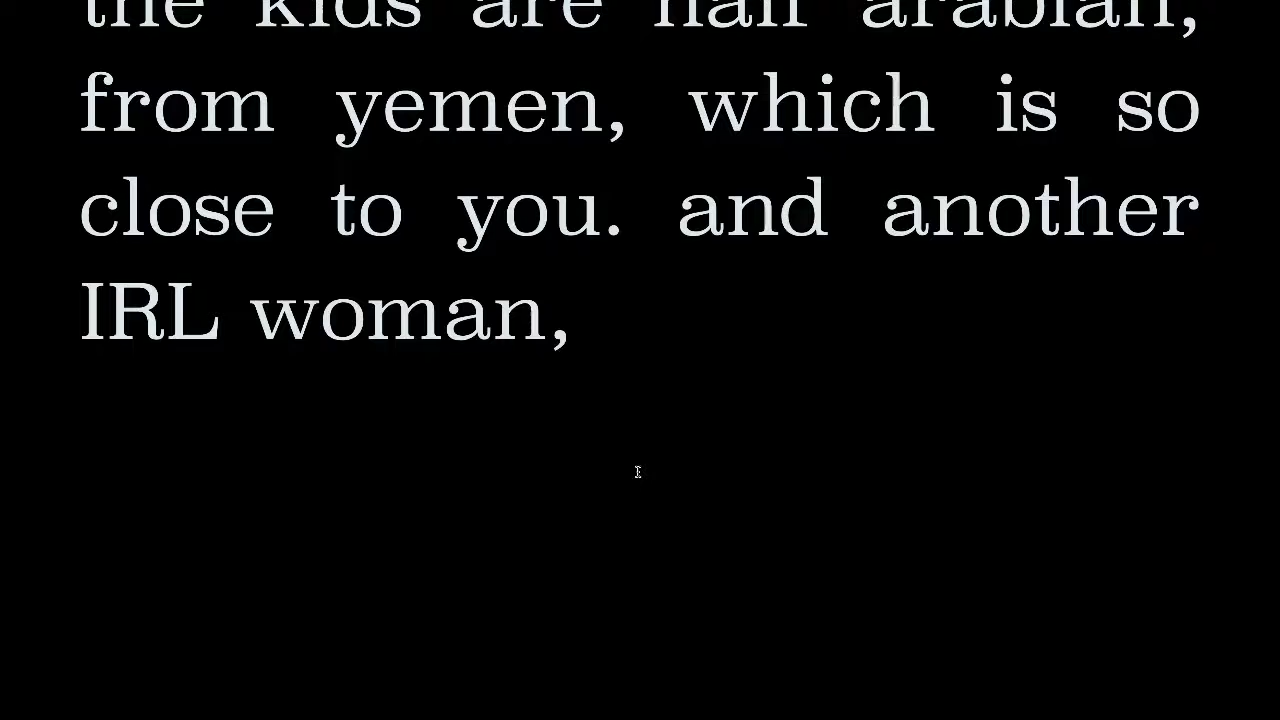 the kids are half arabian,
from yemen, which is so
close to you. and another
IRL woman,